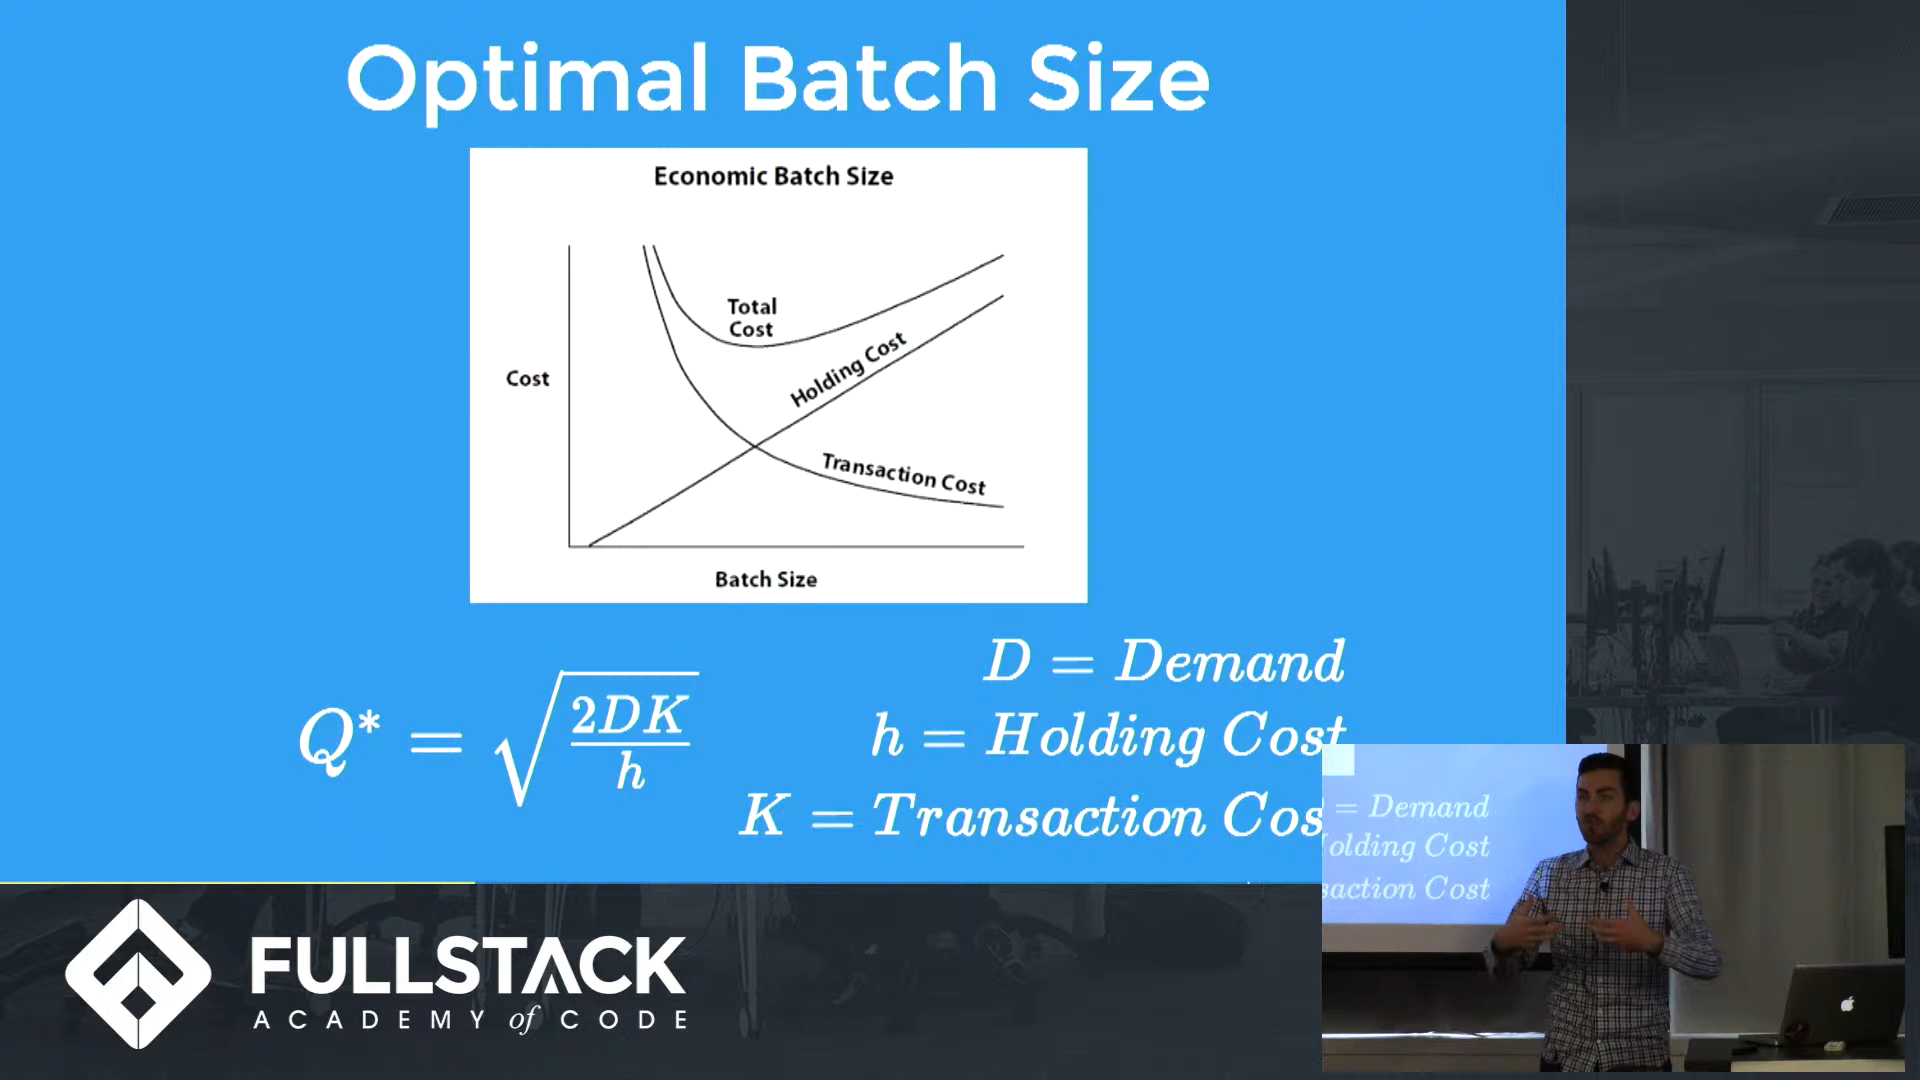 Optimal Batch Size
Economic Batch Size
Total
Cost
Holding Cost
Cost
Transaction Cost
Batch Size
Q* = √(2DK/h)
D = Demand
h = Holding Cost
K = Transaction Cos
= Demand
olding Cost
saction Cost
FULLSTACK
ACADEMY of CODE